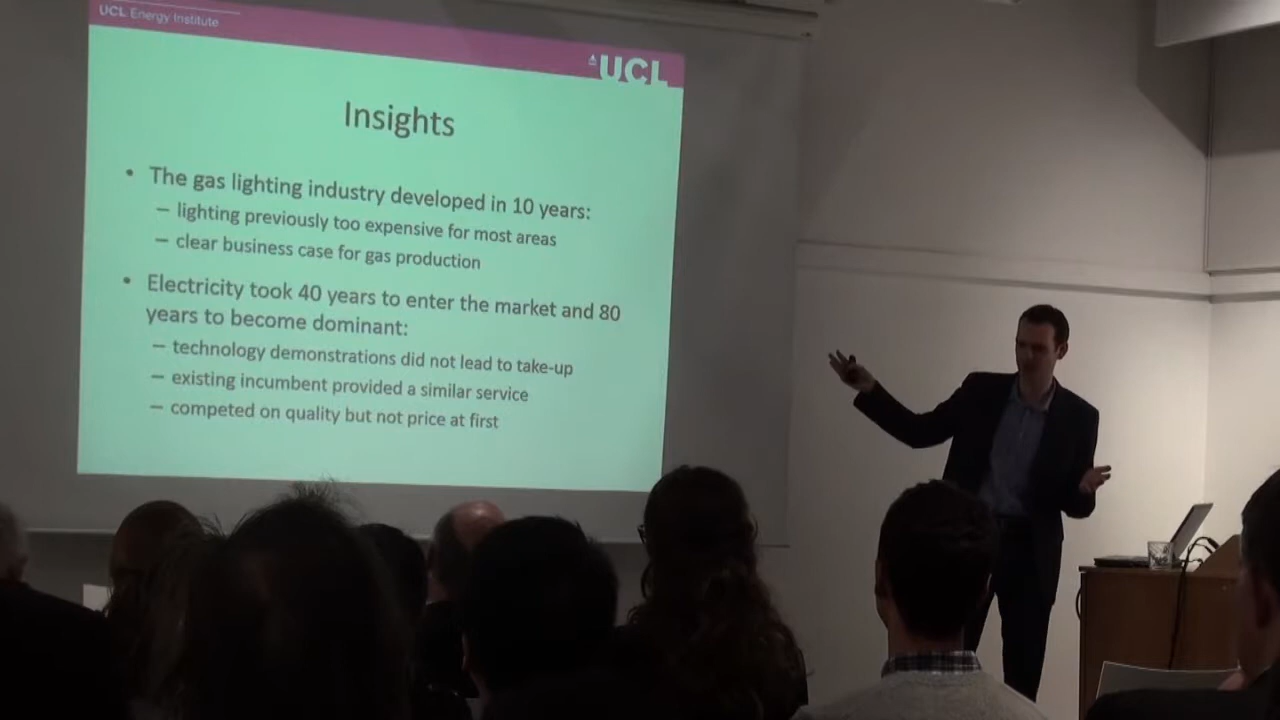 UCL Energy Institute
UCL
Insights
• The gas lighting industry developed in 10 years:
– lighting previously too expensive for most areas
– clear business case for gas production
• Electricity took 40 years to enter the market and 80
years to become dominant:
– technology demonstrations did not lead to take-up
– existing incumbent provided a similar service
– competed on quality but not price at first